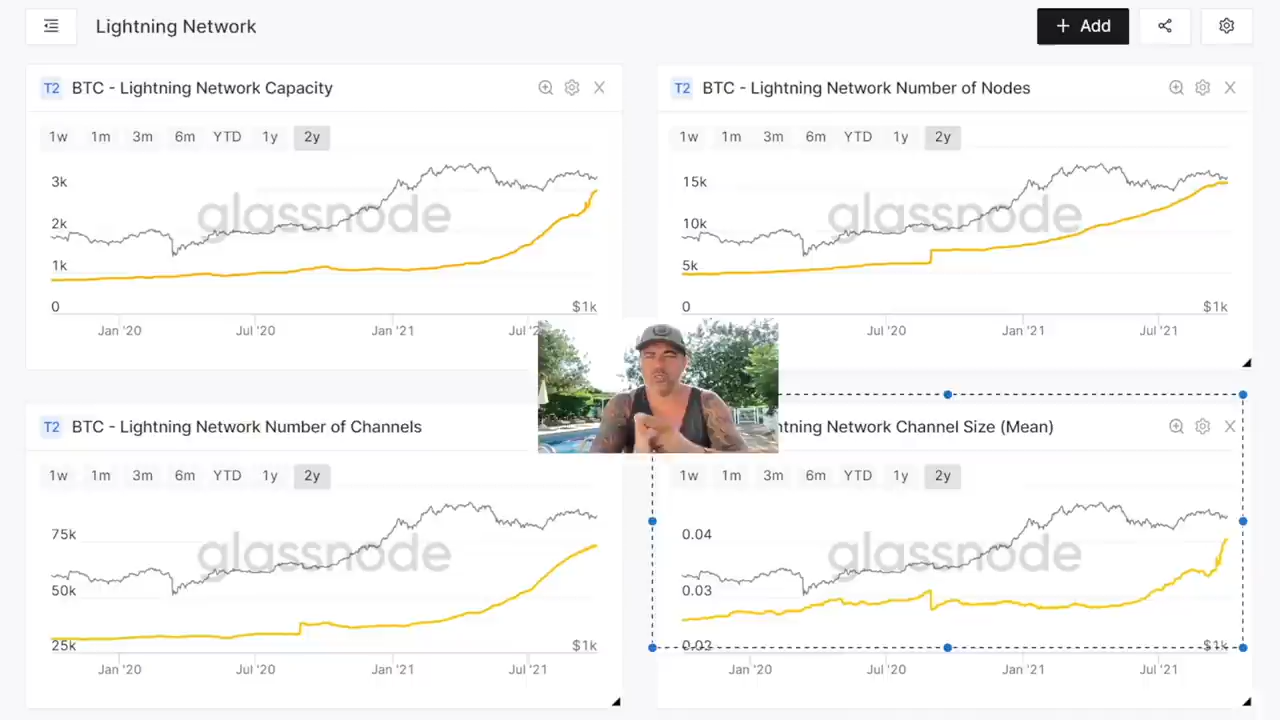 Lightning Network
+ Add
T2 BTC - Lightning Network Capacity
1w 1m 3m 6m YTD 1y 2y
3k
2k
1k
0
$1k
glassnode
Jan '20 Jul '20 Jan '21
T2 BTC - Lightning Network Number of Nodes
1w 1m 3m 6m YTD 1y 2y
15k
10k
5k
0
$1k
glassnode
Jul '20 Jan '21 Jul '21
T2 BTC - Lightning Network Number of Channels
1w 1m 3m 6m YTD 1y 2y
75k
50k
25k
$1k
glassnode
Jan '20 Jul '20 Jan '21 Jul '21
Network Channel Size (Mean)
1w 1m 3m 6m YTD 1y 2y
0.04
0.03
0.02
$1k
glassnode
Jan '20 Jul '20 Jan '21 Jul '21